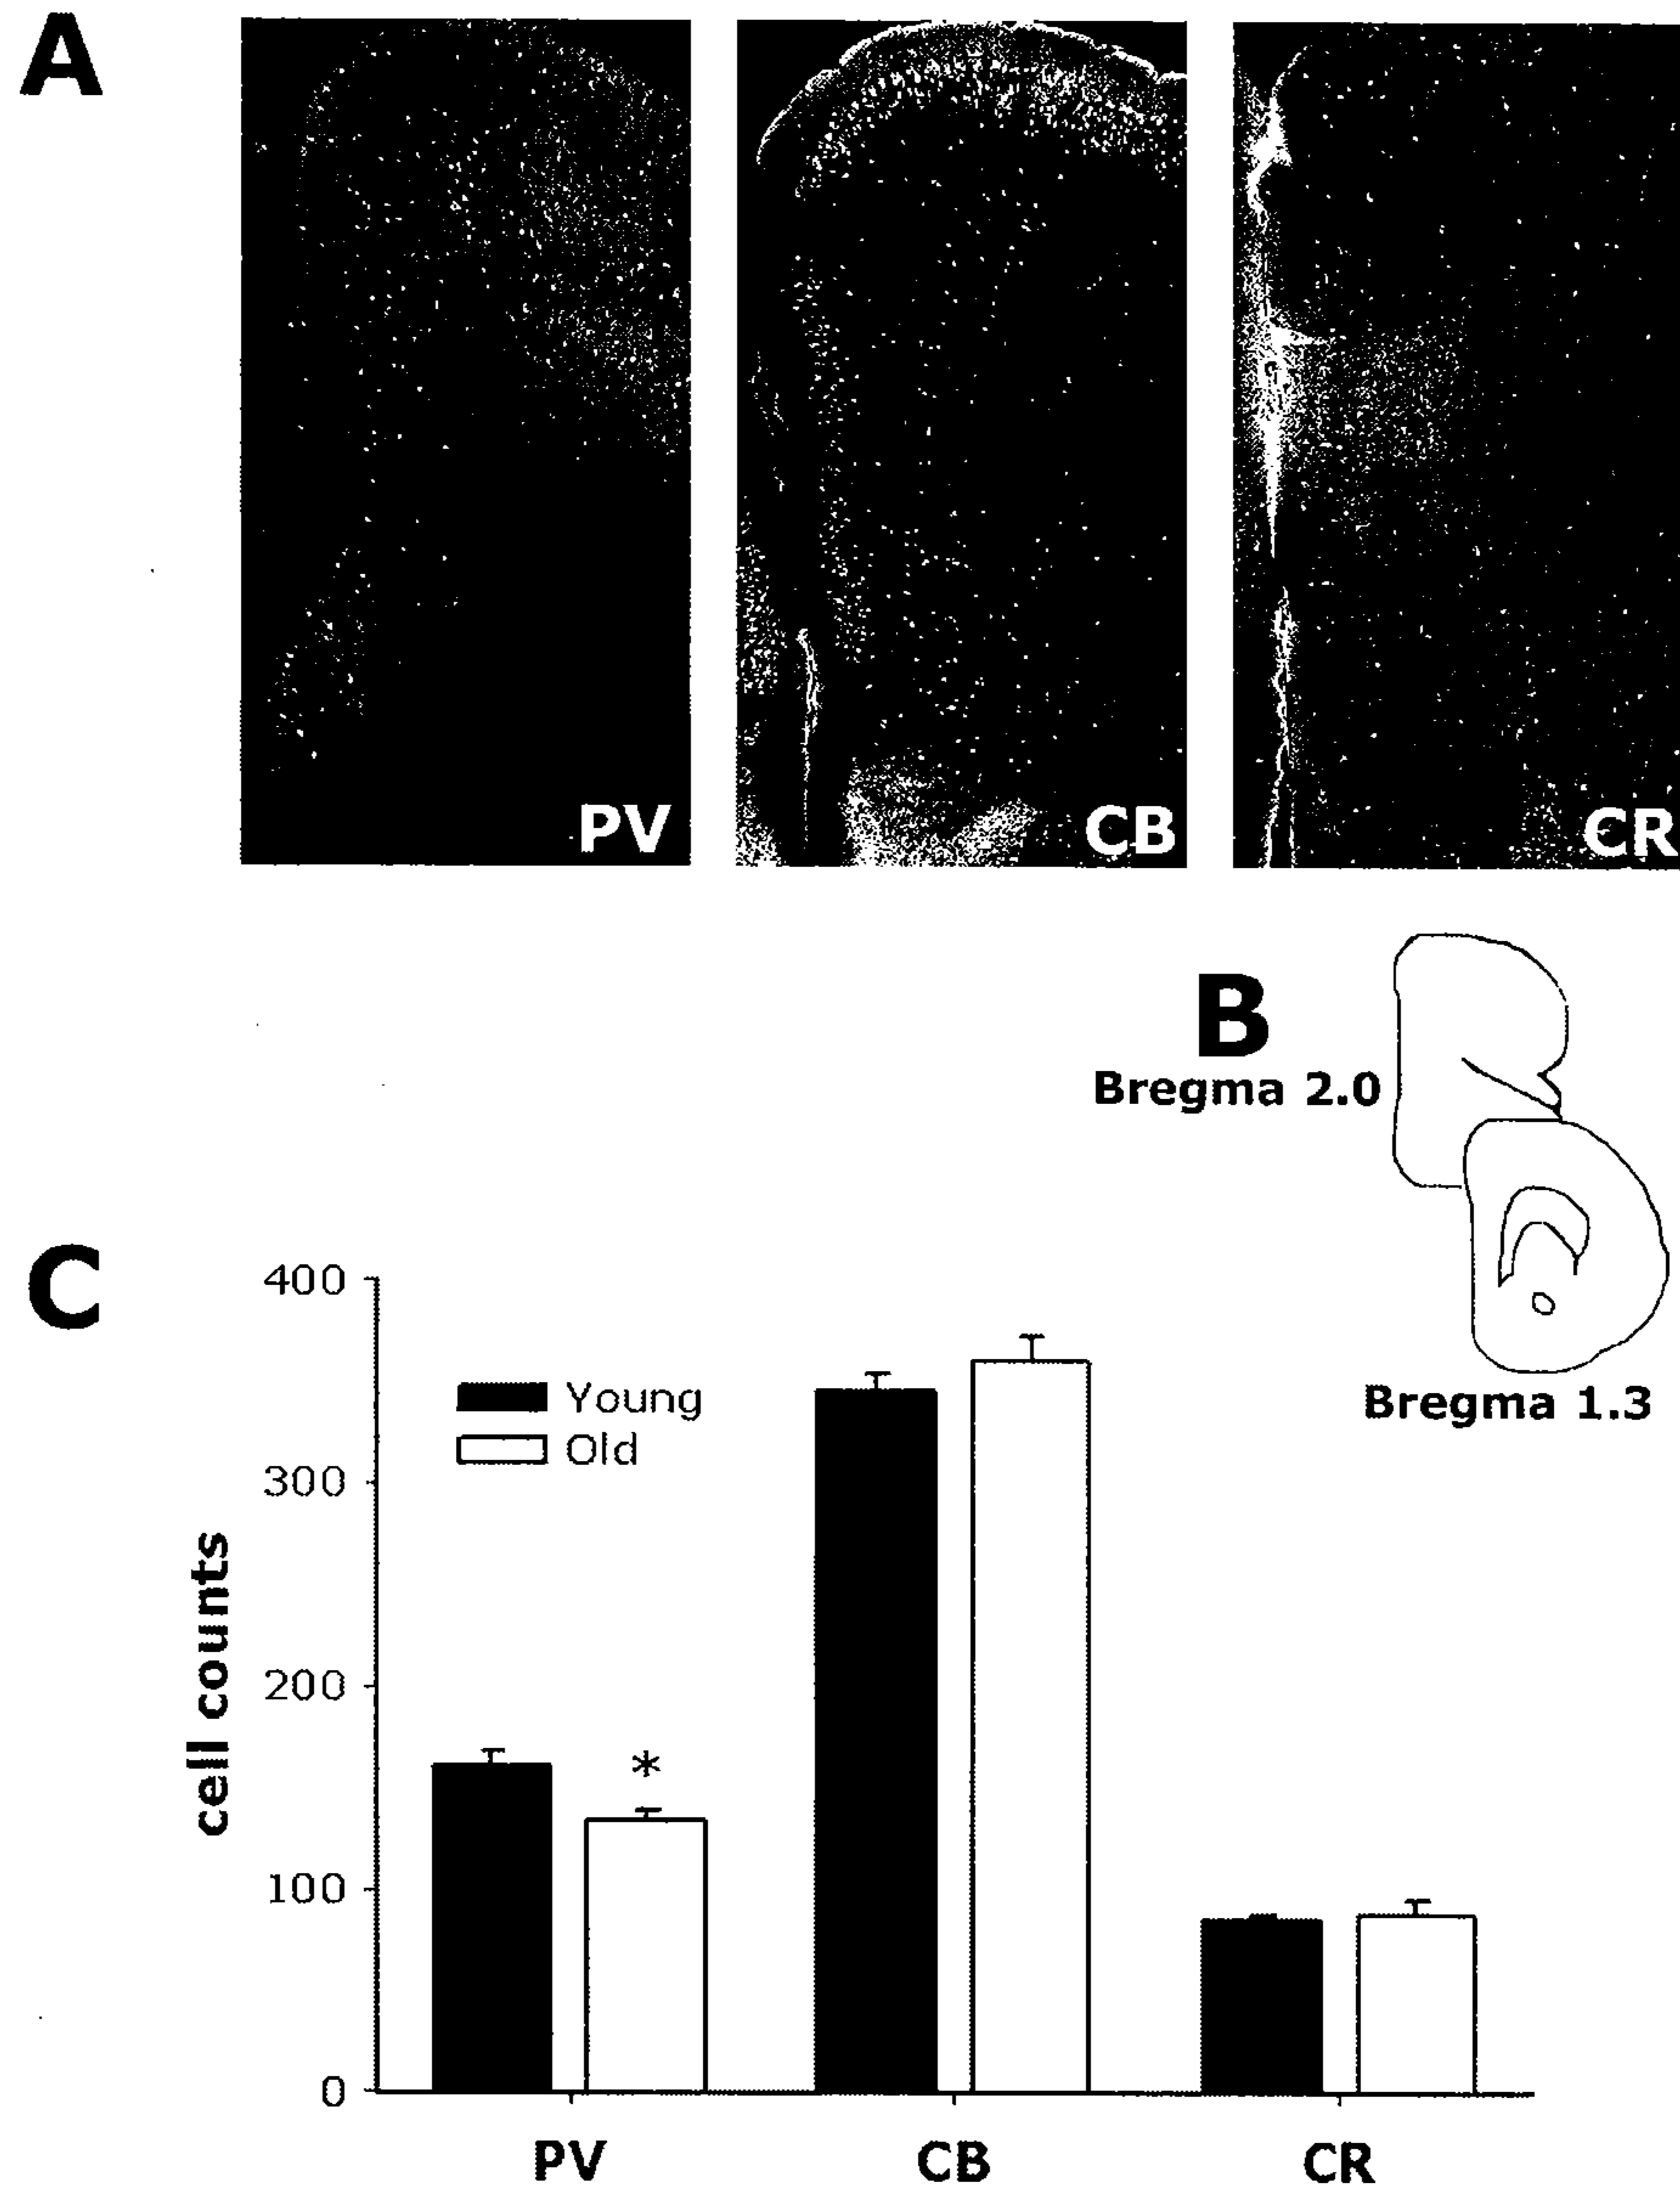 A
PV
CB
CR
B
Bregma 2.0
Bregma 1.3
C
400
300
200
100
0
cell counts
Young
Old
*
PV
CB
CR